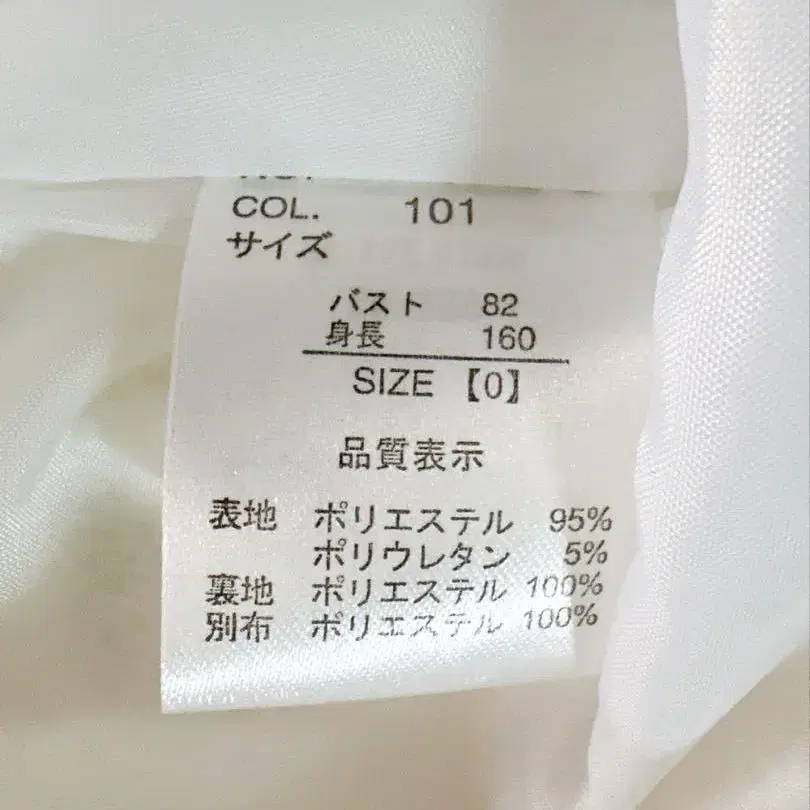 COL. 101
サイズ
バスト 82
身長 160
SIZE 【0】
品質表示
表地 ポリエステル 95%
ポリウレタン 5%
裏地 ポリエステル 100%
別布 ポリエステル 100%